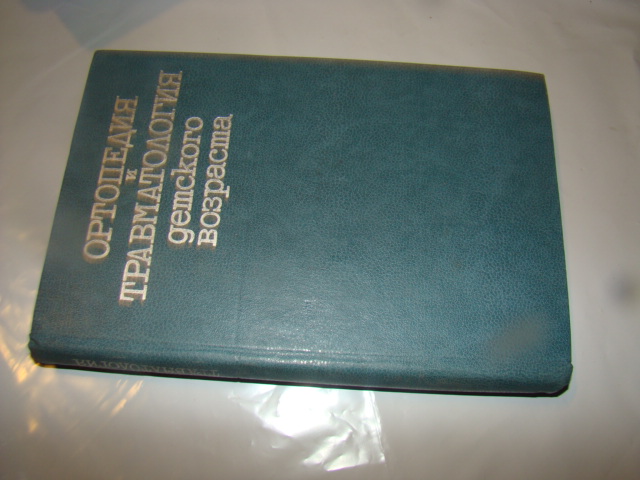 ОРТОПЕДИЯ
и
ТРАВМАТОЛОГИЯ
детского
возраста